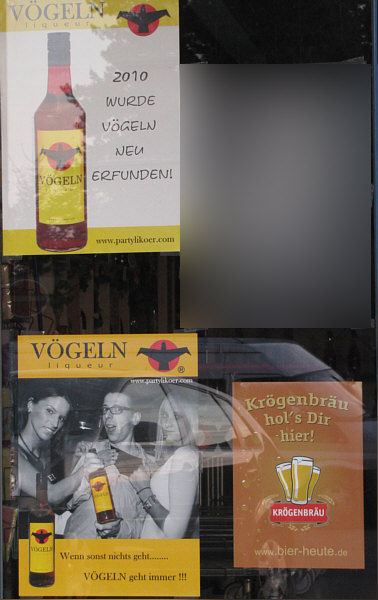 VÖGELN
liqueur
2010
WURDE
VÖGELN
NEU
ERFUNDEN!
VÖGELN
www.partylikoer.com
VÖGELN
liqueur
®
www.partylikoer.com
VÖGELN
Wenn sonst nichts geht........
VÖGELN geht immer !!!
Krögenbräu
hol's Dir
hier!
KRÖGENBRÄU
www.bier-heute.de